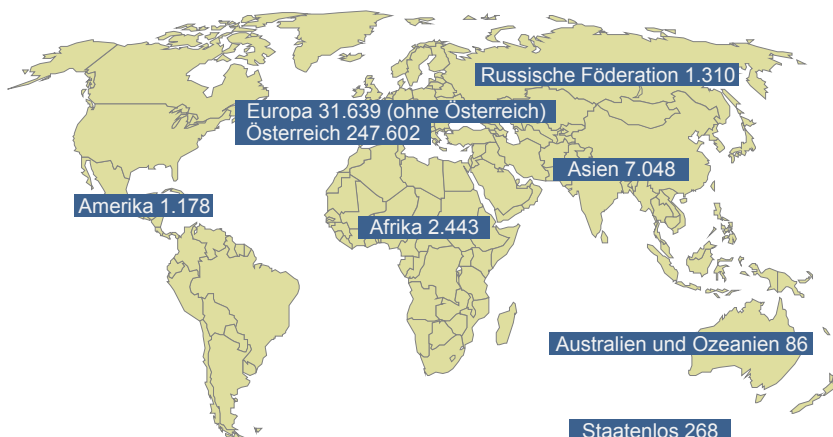 Russische Föderation 1.310
Europa 31.639 (ohne Österreich)
Österreich 247.602
Asien 7.048
Amerika 1.178
Afrika 2.443
Australien und Ozeanien 86
Staatenlos 268